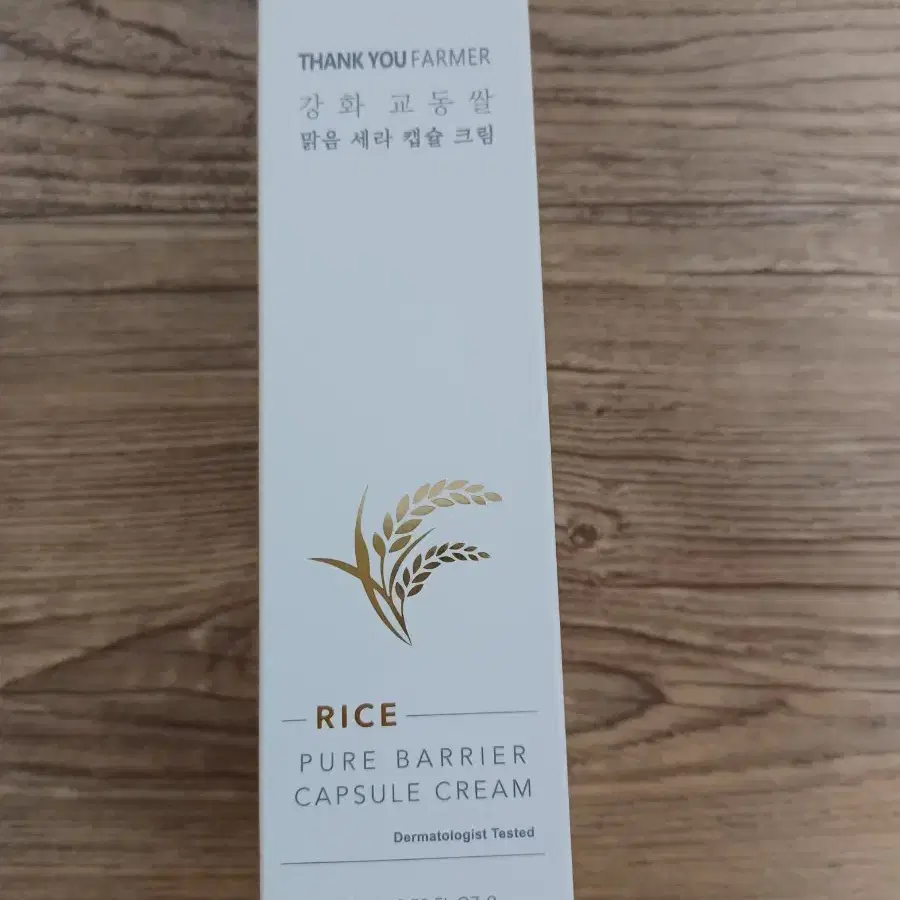 THANK YOU FARMER
강화 교동쌀
맑음 세라 캡슐 크림
RICE
PURE BARRIER
CAPSULE CREAM
Dermatologist Tested